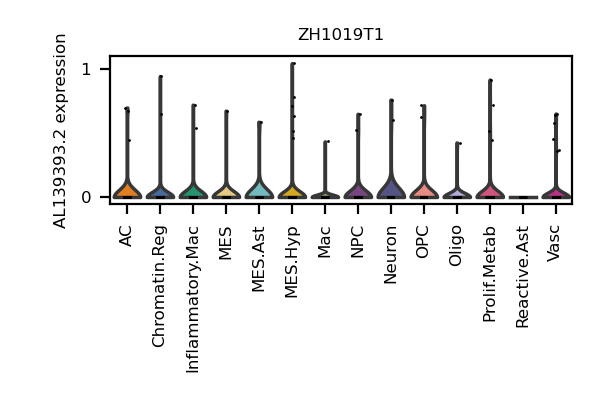 ZH1019T1
AL139393.2 expression
1
0
AC
Chromatin.Reg
Inflammatory.Mac
MES
MES.Ast
MES.Hyp
Mac
NPC
Neuron
OPC
Oligo
Prolif.Metab
Reactive.Ast
Vasc